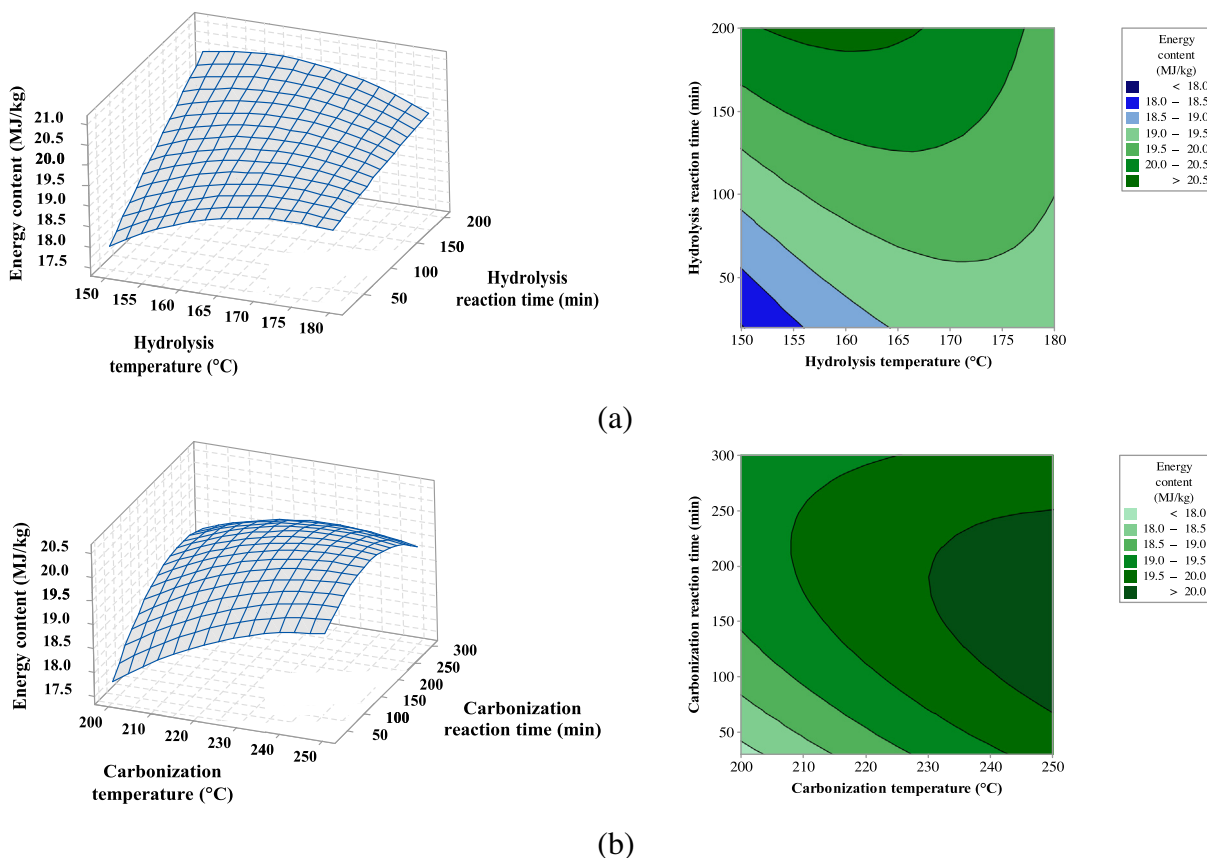 21.0
20.5
20.0
19.5
19.0
18.5
18.0
17.5
Energy content (MJ/kg)
150
155
160
165
170
175
180
Hydrolysis
temperature (°C)
50
100
150
200
Hydrolysis
reaction time (min)
200
150
100
50
Hydrolysis reaction time (min)
150 155 160 165 170 175 180
Hydrolysis temperature (°C)
Energy
content
(MJ/kg)
< 18.0
18.0 – 18.5
18.5 – 19.0
19.0 – 19.5
19.5 – 20.0
20.0 – 20.5
> 20.5
(a)
20.5
20.0
19.5
19.0
18.5
18.0
17.5
Energy content (MJ/kg)
200
210
220
230
240
250
Carbonization
temperature (°C)
50
100
150
200
250
300
Carbonization
reaction time (min)
300
250
200
150
100
50
Carbonization reaction time (min)
200 210 220 230 240 250
Carbonization temperature (°C)
Energy
content
(MJ/kg)
< 18.0
18.0 – 18.5
18.5 – 19.0
19.0 – 19.5
19.5 – 20.0
> 20.0
(b)